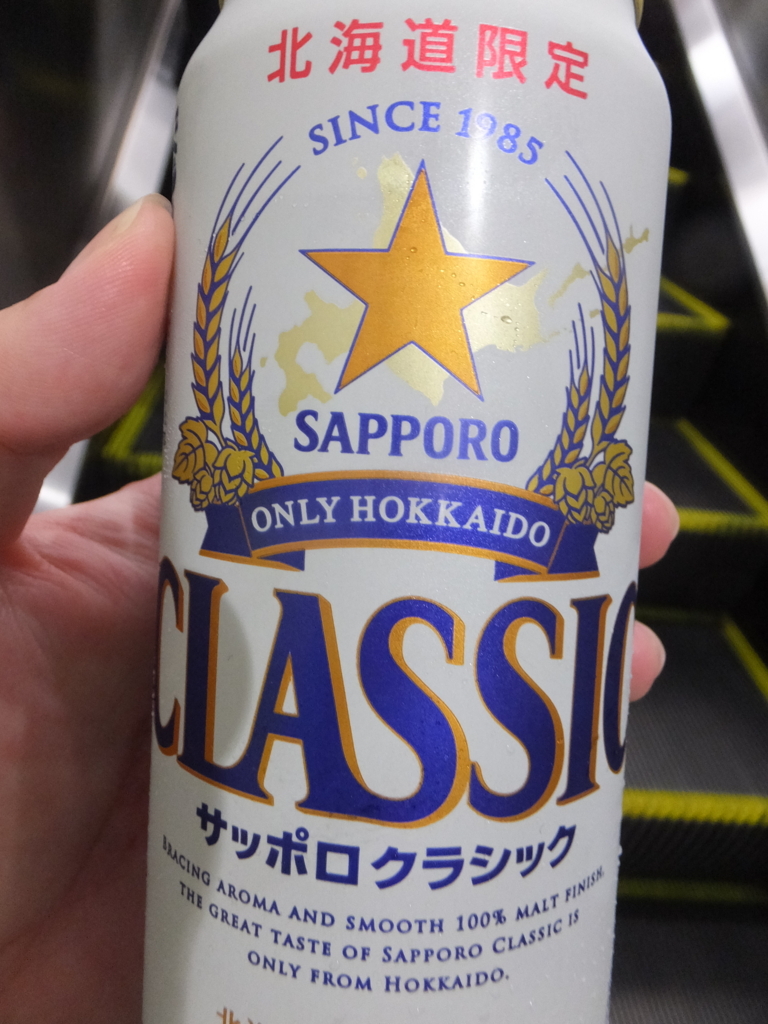 北海道限定
SINCE 1985
SAPPORO
ONLY HOKKAIDO
CLASSIC
サッポロ クラシック
BRACING AROMA AND SMOOTH 100% MALT FINISH.
THE GREAT TASTE OF SAPPORO CLASSIC IS
ONLY FROM HOKKAIDO.